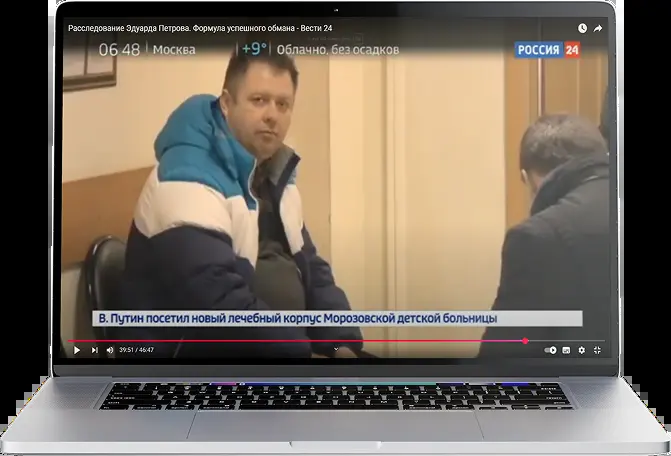 Расследование Эдуарда Петрова. Формула успешного обмана - Вести 24
06 48 Москва +9° Облачно, без осадков РОССИЯ 24
В. Путин посетил новый лечебный корпус Морозовской детской больницы
39:51 / 46:47